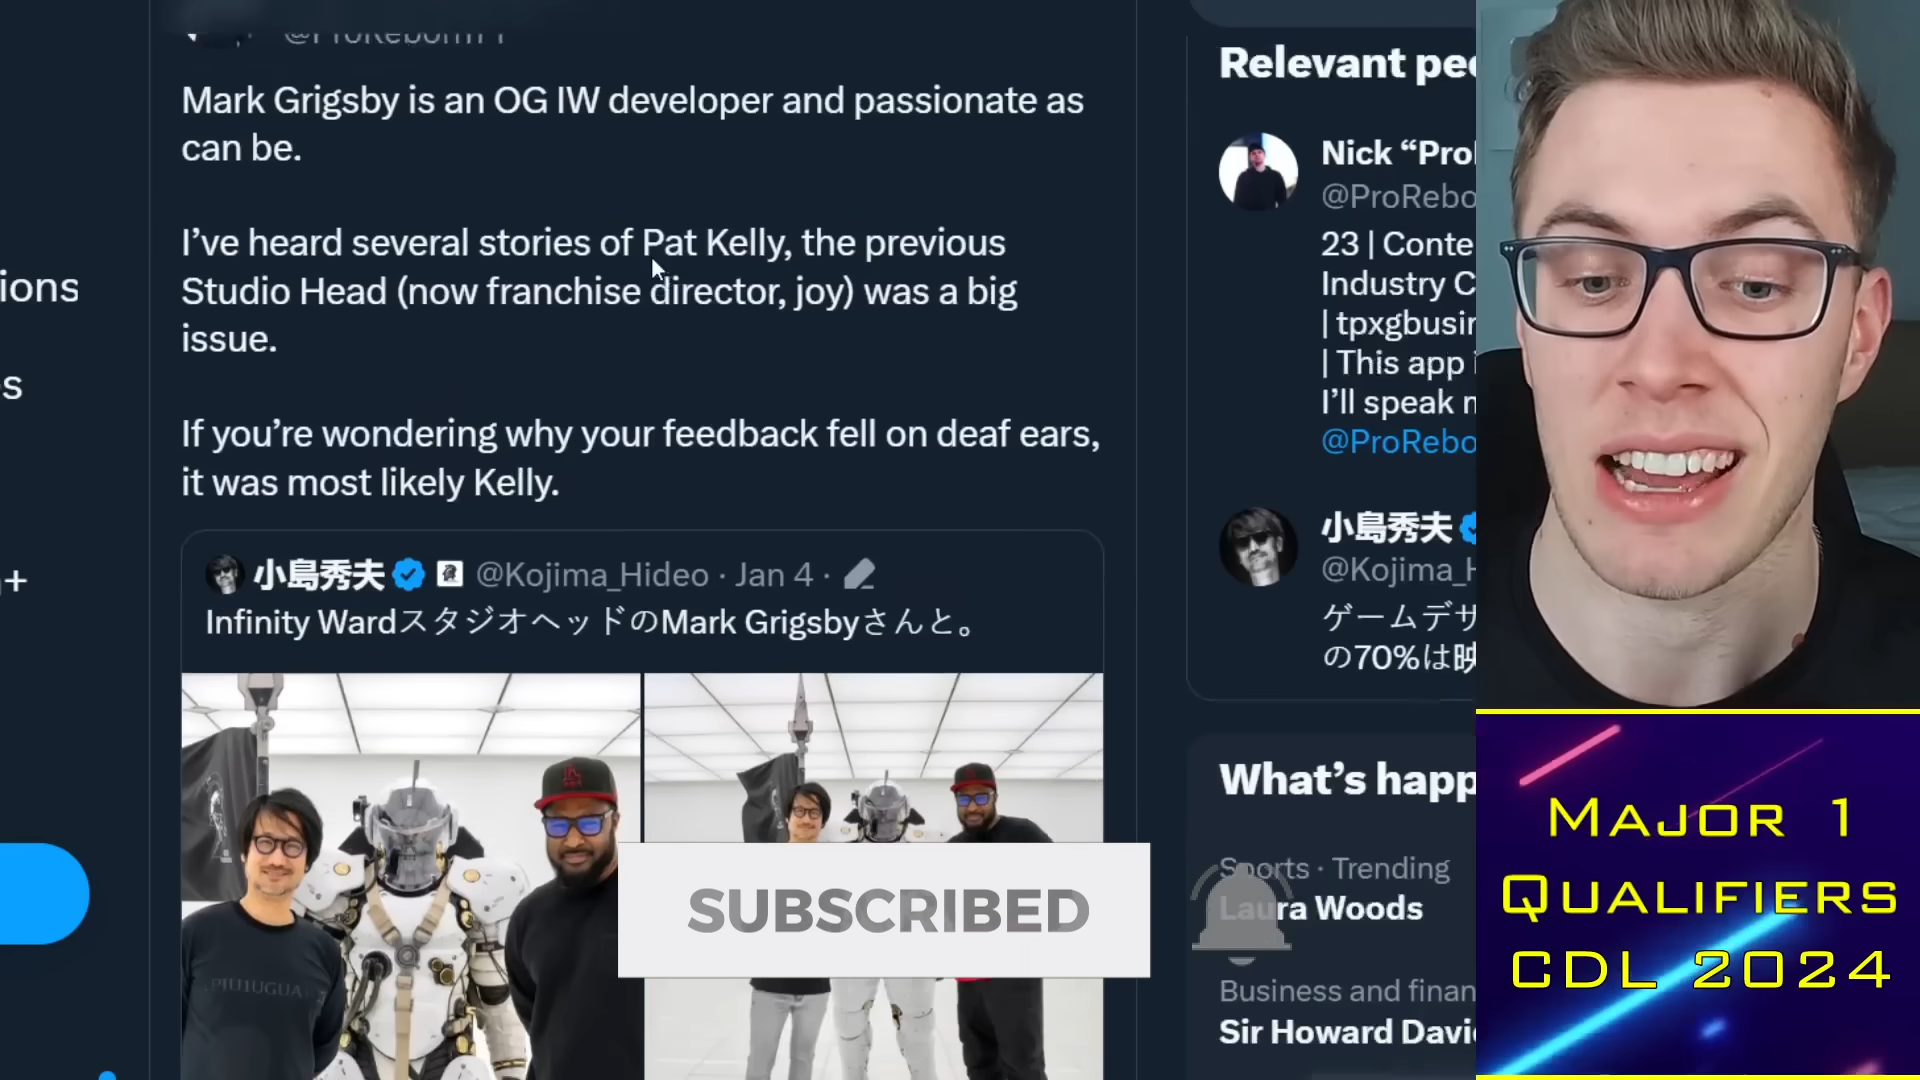 Mark Grigsby is an OG IW developer and passionate as
can be.
I’ve heard several stories of Pat Kelly, the previous
Studio Head (now franchise director, joy) was a big
issue.
If you’re wondering why your feedback fell on deaf ears,
it was most likely Kelly.
小島秀夫 @Kojima_Hideo · Jan 4 ·
Infinity WardスタジオヘッドのMark Grigsbyさんと。
SUBSCRIBED
ions
s
+
Relevant pe
Nick “Pro
@ProRebo
23 | Conte
Industry C
| tpxgbusi
| This app
I’ll speak
@ProRebo
小島秀夫
@Kojima_H
ゲームデザ
の70%は映
What’s happ
Sports · Trending
Laura Woods
Business and finan
Sir Howard Davi
Major 1
Qualifiers
CDL 2024